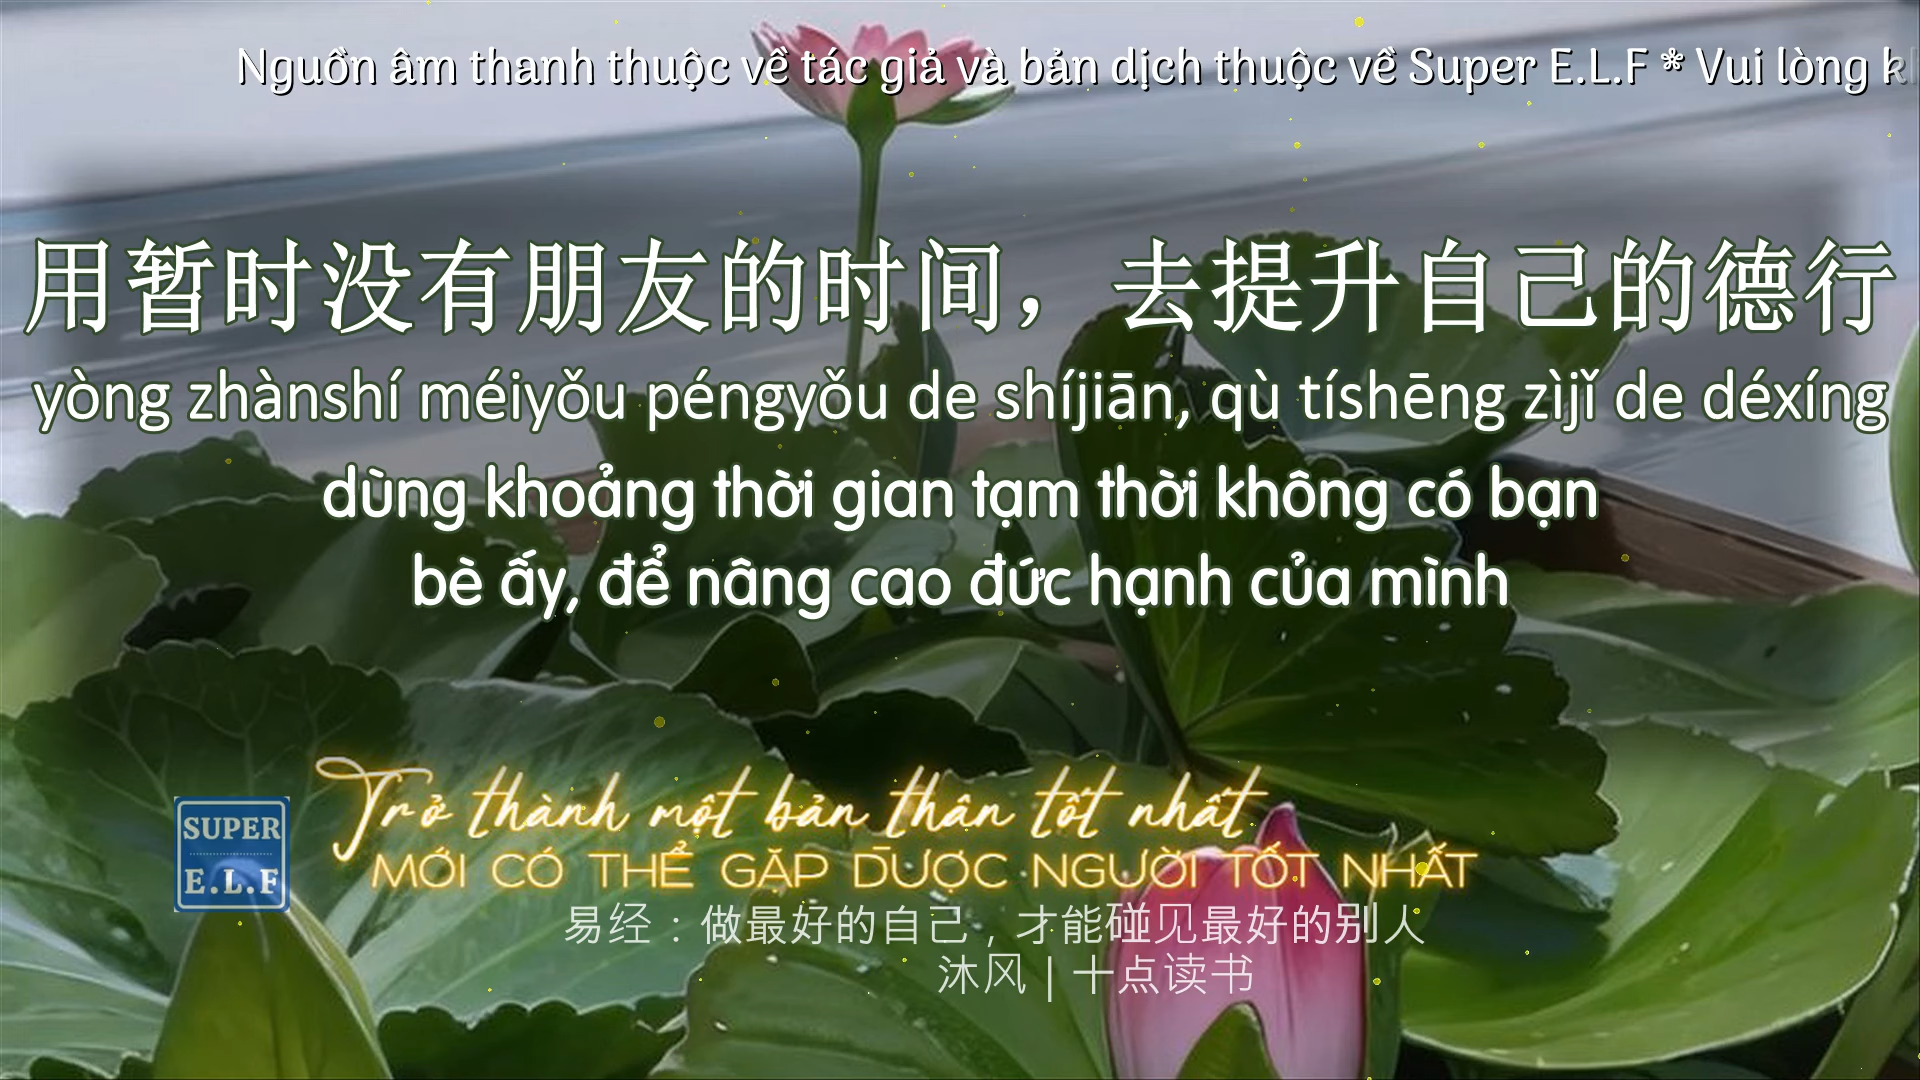 Nguồn âm thanh thuộc về tác giả và bản dịch thuộc về Super E.L.F * Vui lòng
用暂时没有朋友的时间，去提升自己的德行
yòng zhànshí méiyǒu péngyǒu de shíjiān, qù tíshēng zìjǐ de déxíng
dùng khoảng thời gian tạm thời không có bạn
bè ấy, để nâng cao đức hạnh của mình
Trở thành một bản thân tốt nhất
MỚI CÓ THỂ GẶP ĐƯỢC NGƯỜI TỐT NHẤT
SUPER
E.L.F
易经：做最好的自己，才能碰见最好的别人
沐风 | 十点读书